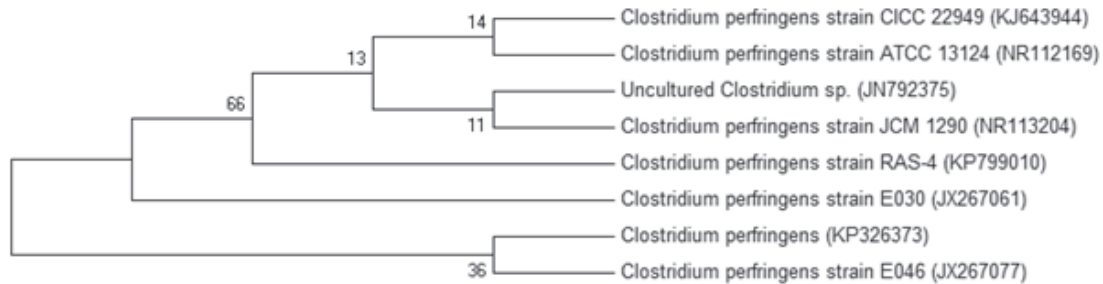 14
Clostridium perfringens strain CICC 22949 (KJ643944)
Clostridium perfringens strain ATCC 13124 (NR112169)
13
Uncultured Clostridium sp. (JN792375)
66
11
Clostridium perfringens strain JCM 1290 (NR113204)
Clostridium perfringens strain RAS-4 (KP799010)
Clostridium perfringens strain E030 (JX267061)
Clostridium perfringens (KP326373)
36
Clostridium perfringens strain E046 (JX267077)